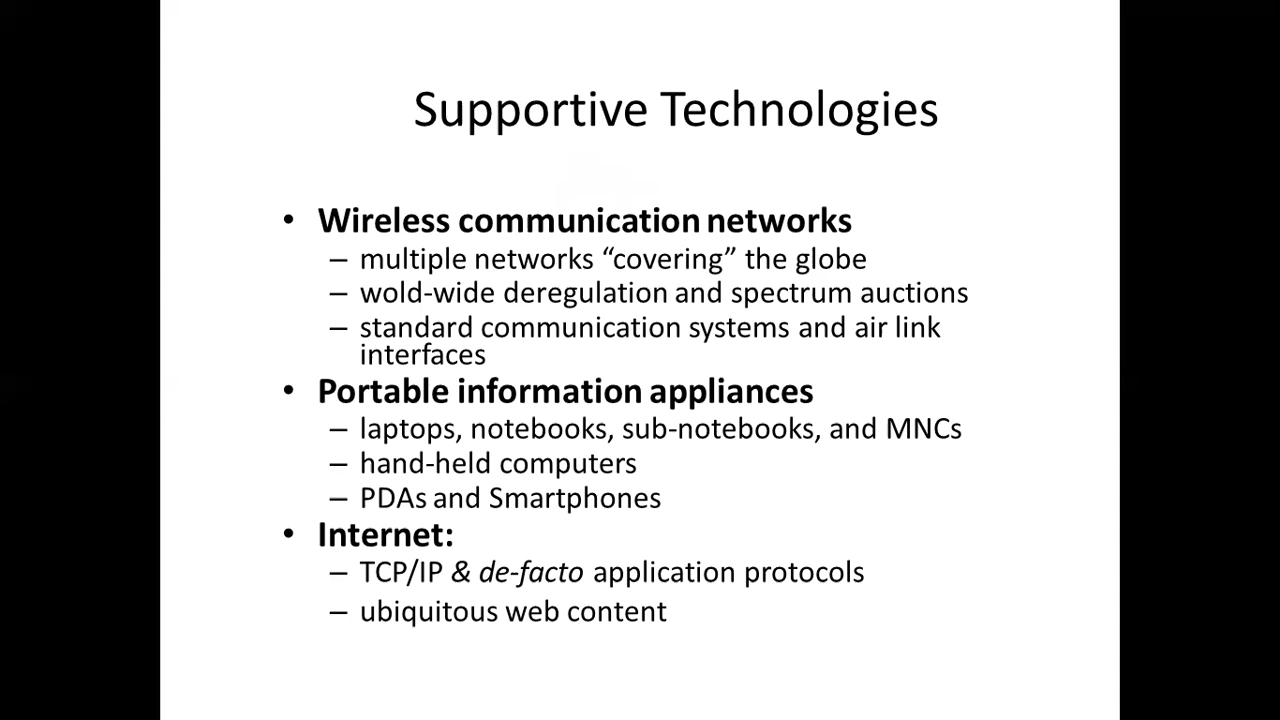 Supportive Technologies
• Wireless communication networks
– multiple networks “covering” the globe
– wold-wide deregulation and spectrum auctions
– standard communication systems and air link
interfaces
• Portable information appliances
– laptops, notebooks, sub-notebooks, and MNCs
– hand-held computers
– PDAs and Smartphones
• Internet:
– TCP/IP & de-facto application protocols
– ubiquitous web content